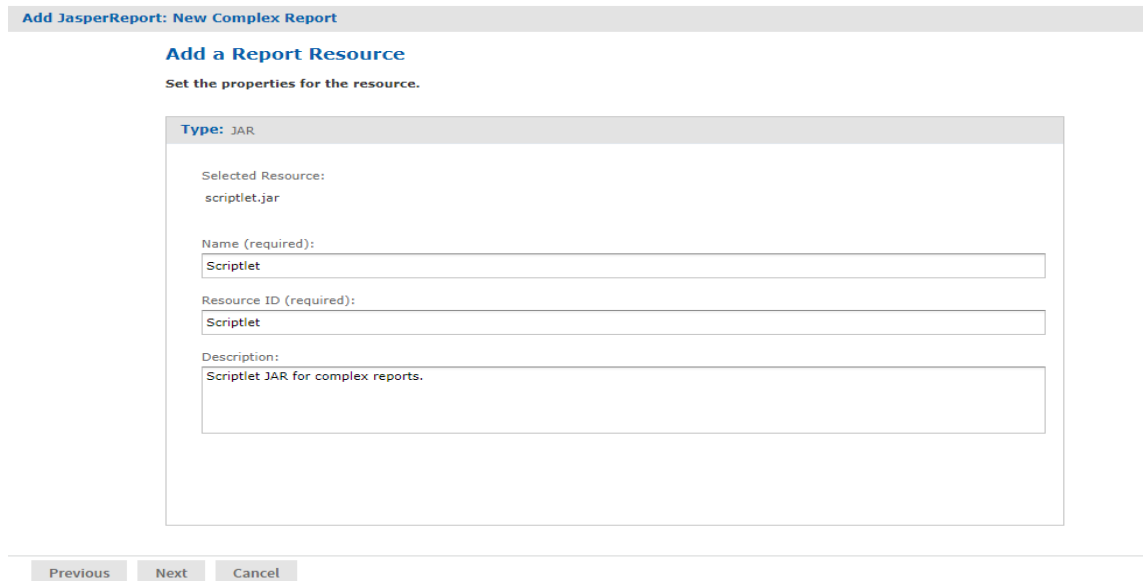 Add JasperReport: New Complex Report
Add a Report Resource
Set the properties for the resource.
Type: JAR
Selected Resource:
scriptlet.jar
Name (required):
Scriptlet
Resource ID (required):
Scriptlet
Description:
Scriptlet JAR for complex reports.
Previous Next Cancel